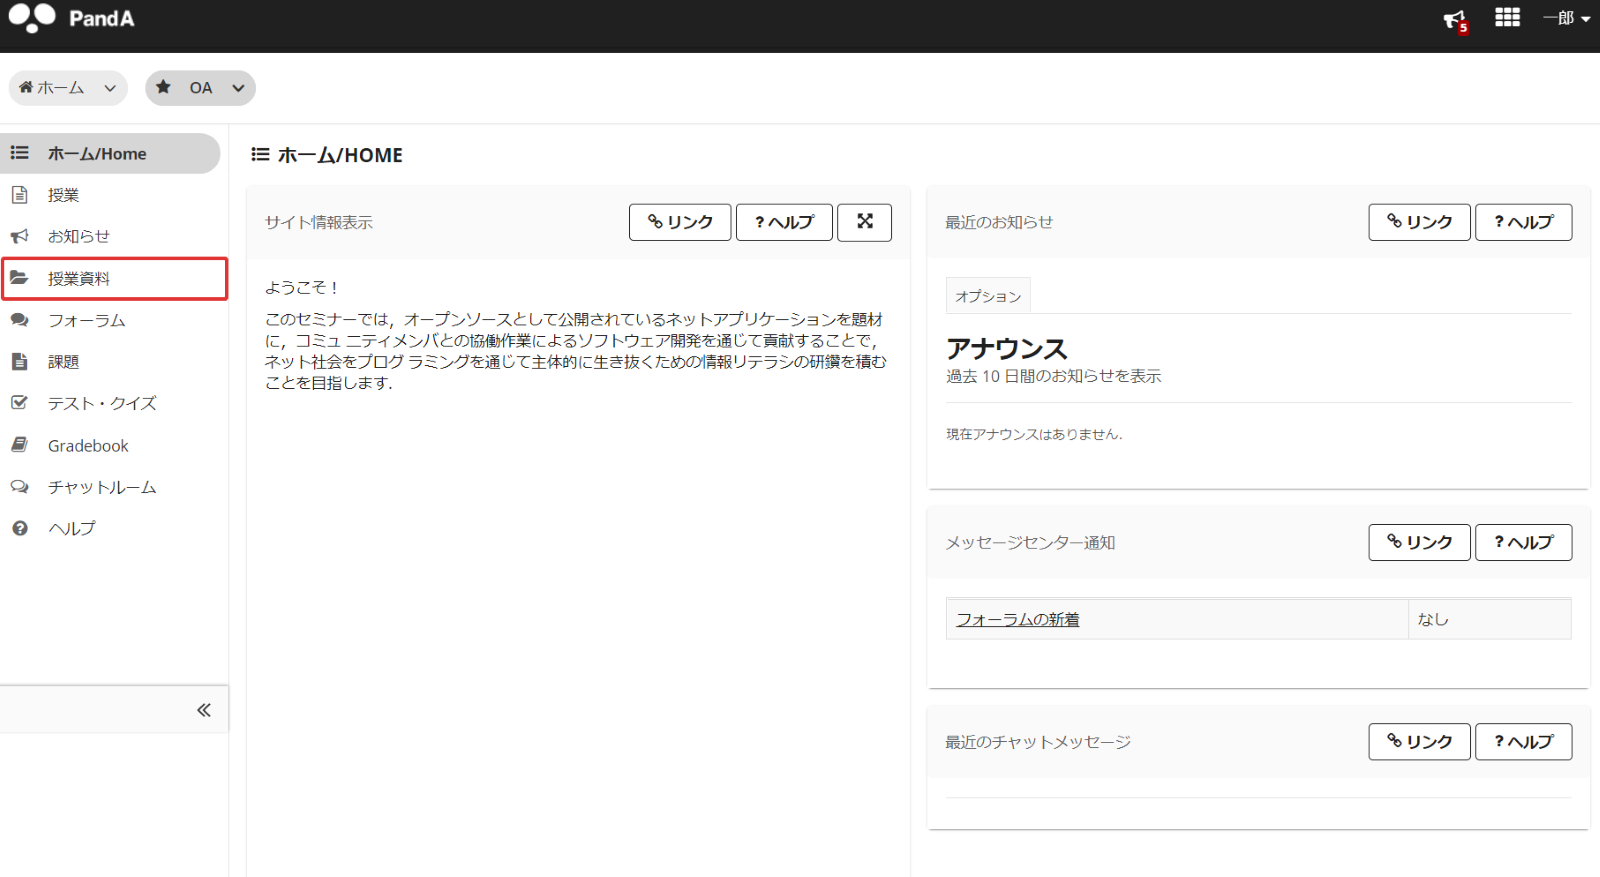 PandA
5
一郎
ホーム
OA
ホーム/Home
授業
お知らせ
授業資料
フォーラム
課題
テスト・クイズ
Gradebook
チャットルーム
ヘルプ
ホーム/HOME
サイト情報表示
リンク
? ヘルプ
ようこそ！
このセミナーでは，オープンソースとして公開されているネットアプリケーションを題材
に，コミュ ニティメンバとの協働作業によるソフトウェア開発を通じて貢献することで，
ネット社会をプログ ラミングを通じて主体的に生き抜くための情報リテラシの研鑽を積む
ことを目指します.
最近のお知らせ
リンク
? ヘルプ
オプション
アナウンス
過去 10 日間のお知らせを表示
現在アナウンスはありません.
メッセージセンター通知
リンク
? ヘルプ
フォーラムの新着
なし
最近のチャットメッセージ
リンク
? ヘルプ